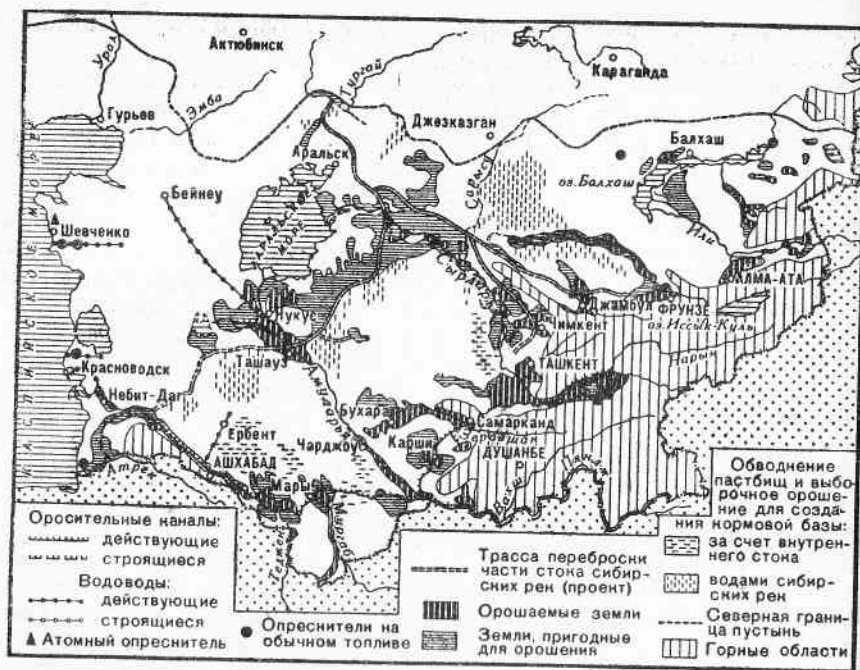 Актюбинск
Караганда
Урал
Тургай
Гурьев
Эмба
Джезказган
Балхаш
Аральск
Сарысу
оз. Балхаш
Бейнеу
КАСПИЙСКОЕ МОРЕ
АРАЛЬСКОЕ МОРЕ
Шевченко
Или
Сырдарья
АЛМА-АТА
Нукус
Джамбул
ФРУНЗЕ
оз. Иссык-Куль
Чимкент
Нарын
Красноводск
Ташауз
ТАШКЕНТ
Небит-Даг
Амударья
Бухара
Самарканд
Ербент
Чарджоу
Карши
Зеравшан
ДУШАНБЕ
АШХАБАД
Атрек
Мары
Вахш
Пяндж
Теджен
Мургаб
Оросительные каналы:
действующие
строящиеся
Водоводы:
действующие
строящиеся
Атомный опреснитель
Опреснители на
обычном топливе
Трасса переброски
части стока сибир-
ских рек (проект)
Орошаемые земли
Земли, пригодные
для орошения
Обводнение
пастбищ и выбо-
рочное ороше-
ние для созда-
ния кормовой базы:
за счет внутрен-
него стока
водами сибир-
ских рек
Северная грани-
ца пустынь
Горные области